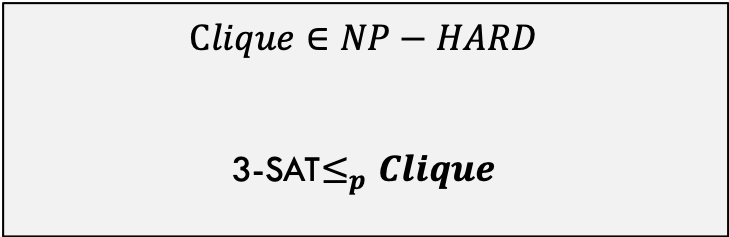 Clique ∈ NP − HARD
3-SAT≤ₚ Clique